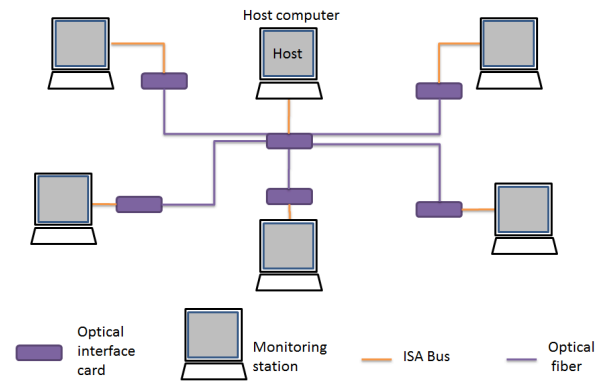 Host computer
Host
Optical
interface
card
Monitoring
station
ISA Bus
Optical
fiber